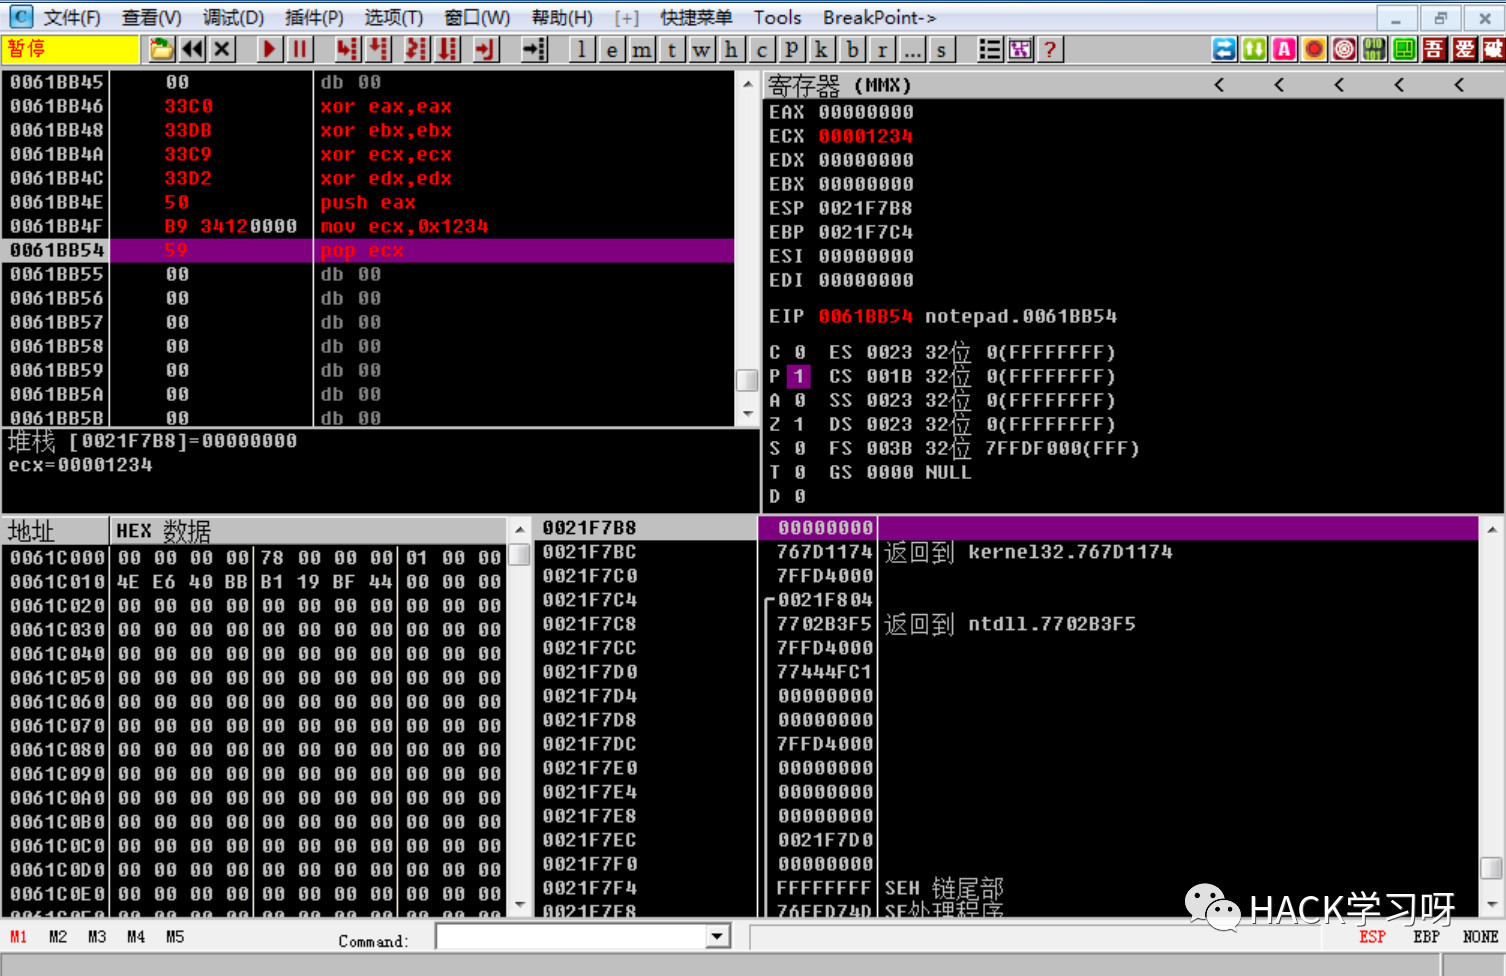 文件(F) 查看(V) 调试(D) 插件(P) 选项(T) 窗口(W) 帮助(H) [+] 快捷菜单 Tools BreakPoint->
暂停 l e m t w h c P k b r ... s ?
吾 爱 破
0061BB45 00 db 00
0061BB46 33C0 xor eax,eax
0061BB48 33DB xor ebx,ebx
0061BB4A 33C9 xor ecx,ecx
0061BB4C 33D2 xor edx,edx
0061BB4E 50 push eax
0061BB4F B9 34120000 mov ecx,0x1234
0061BB54 59 pop ecx
0061BB55 00 db 00
0061BB56 00 db 00
0061BB57 00 db 00
0061BB58 00 db 00
0061BB59 00 db 00
0061BB5A 00 db 00
0061BB5B 00 db 00
堆栈 [0021F7B8]=00000000
ecx=00001234
寄存器 (MMX) < < < < <
EAX 00000000
ECX 00001234
EDX 00000000
EBX 00000000
ESP 0021F7B8
EBP 0021F7C4
ESI 00000000
EDI 00000000
EIP 0061BB54 notepad.0061BB54
C 0 ES 0023 32位 0(FFFFFFFF)
P 1 CS 001B 32位 0(FFFFFFFF)
A 0 SS 0023 32位 0(FFFFFFFF)
Z 1 DS 0023 32位 0(FFFFFFFF)
S 0 FS 003B 32位 7FFDF000(FFF)
T 0 GS 0000 NULL
D 0
地址 HEX 数据
0061C000 00 00 00 00 78 00 00 00 01 00 00
0061C010 4E E6 40 BB B1 19 BF 44 00 00 00
0061C020 00 00 00 00 00 00 00 00 00 00 00
0061C030 00 00 00 00 00 00 00 00 00 00 00
0061C040 00 00 00 00 00 00 00 00 00 00 00
0061C050 00 00 00 00 00 00 00 00 00 00 00
0061C060 00 00 00 00 00 00 00 00 00 00 00
0061C070 00 00 00 00 00 00 00 00 00 00 00
0061C080 00 00 00 00 00 00 00 00 00 00 00
0061C090 00 00 00 00 00 00 00 00 00 00 00
0061C0A0 00 00 00 00 00 00 00 00 00 00 00
0061C0B0 00 00 00 00 00 00 00 00 00 00 00
0061C0C0 00 00 00 00 00 00 00 00 00 00 00
0061C0D0 00 00 00 00 00 00 00 00 00 00 00
0061C0E0 00 00 00 00 00 00 00 00 00 00 00
0061C0F0 00 00 00 00 00 00 00 00 00 00 00
0021F7B8 00000000
0021F7BC 767D1174 返回到 kernel32.767D1174
0021F7C0 7FFD4000
0021F7C4 0021F804
0021F7C8 7702B3F5 返回到 ntdll.7702B3F5
0021F7CC 7FFD4000
0021F7D0 77444FC1
0021F7D4 00000000
0021F7D8 00000000
0021F7DC 7FFD4000
0021F7E0 00000000
0021F7E4 00000000
0021F7E8 00000000
0021F7EC 0021F7D0
0021F7F0 00000000
0021F7F4 FFFFFFFF SEH 链尾部
0021F7F8 76FFD74D SE处理程序
HACK学习呀
M1 M2 M3 M4 M5 Command: ESP EBP NONE